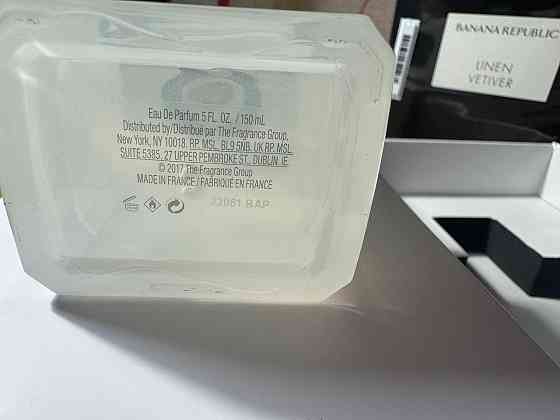 BANANA REPUBLIC
LINEN
VETIVER
Eau De Parfum 5 FL. OZ. / 150 mL
Distributed by/Distribué par The Fragrance Group,
New York, NY 10018. RP, MSL, BL9 5NB, UK RP, MSL,
SUITE 5385, 27 UPPER PEMBROKE ST., DUBLIN, IE
© 2017 The Fragrance Group
MADE IN FRANCE / FABRIQUÉ EN FRANCE